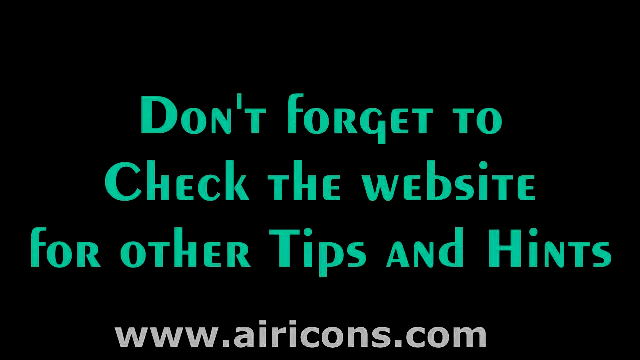 Don't forget to
Check the website
for other Tips and Hints
www.airicons.com